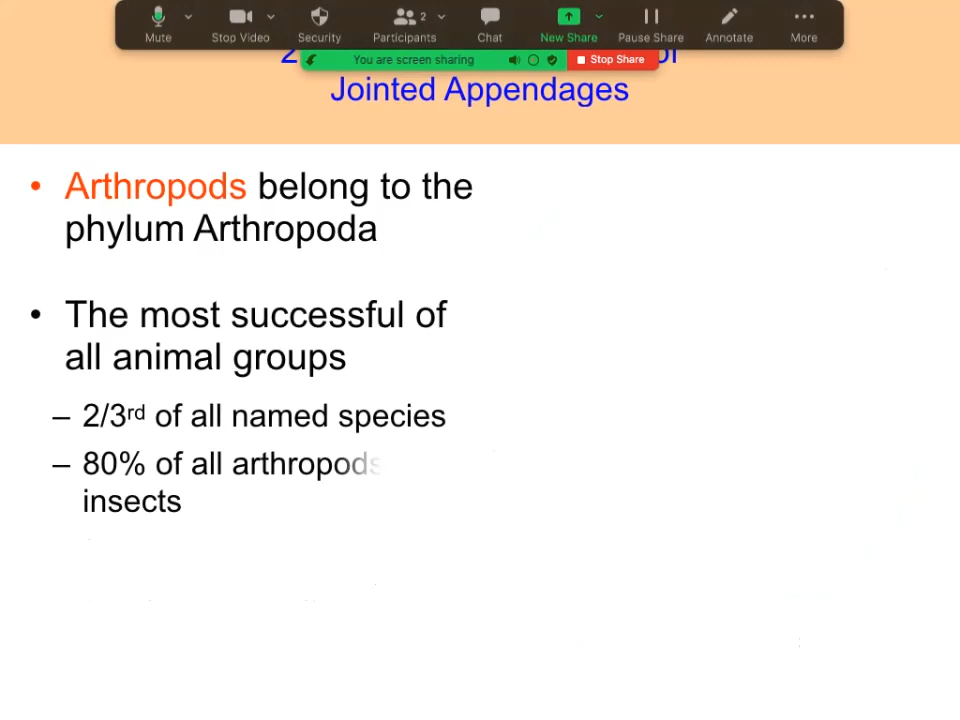 Mute
Stop Video
Security
2
Participants
Chat
New Share
Pause Share
Annotate
More
You are screen sharing
Stop Share
Jointed Appendages
• Arthropods belong to the
phylum Arthropoda
• The most successful of
all animal groups
– 2/3rd of all named species
– 80% of all arthropods
insects